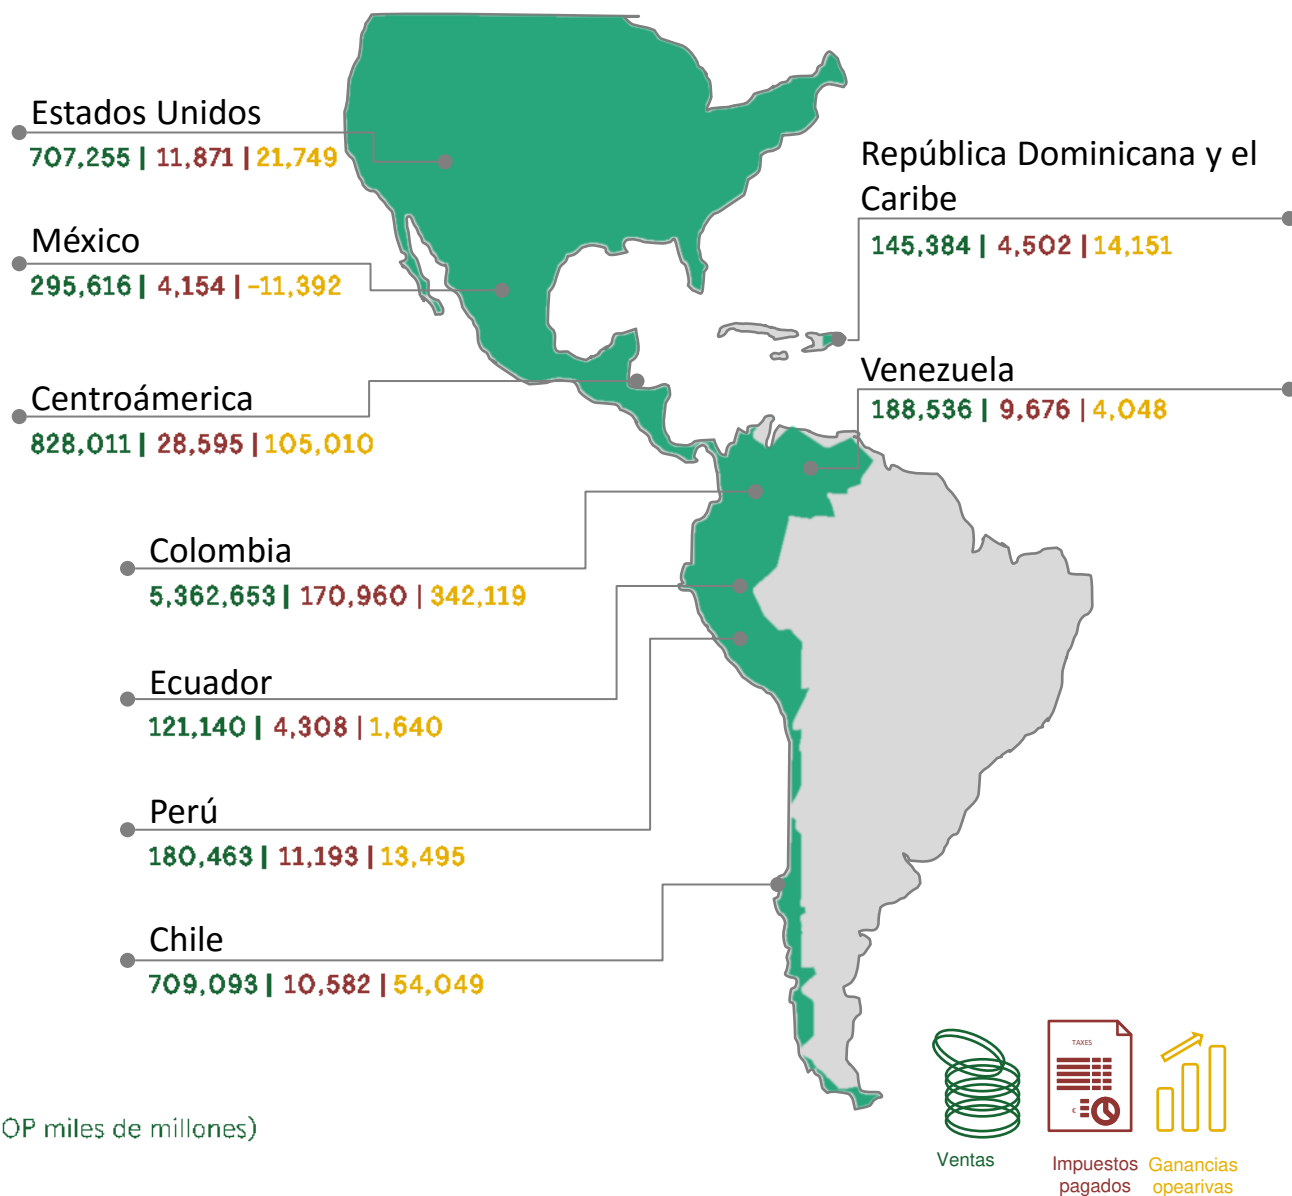 Estados Unidos
707,255 | 11,871 | 21,749
México
295,616 | 4,154 | -11,392
Centroámerica
828,011 | 28,595 | 105,010
Colombia
5,362,653 | 170,960 | 342,119
Ecuador
121,140 | 4,308 | 1,640
Perú
180,463 | 11,193 | 13,495
Chile
709,093 | 10,582 | 54,049
República Dominicana y el
Caribe
145,384 | 4,502 | 14,151
Venezuela
188,536 | 9,676 | 4,048
OP miles de millones)
TAXES
€
Ventas
Impuestos
pagados
Ganancias
opearivas